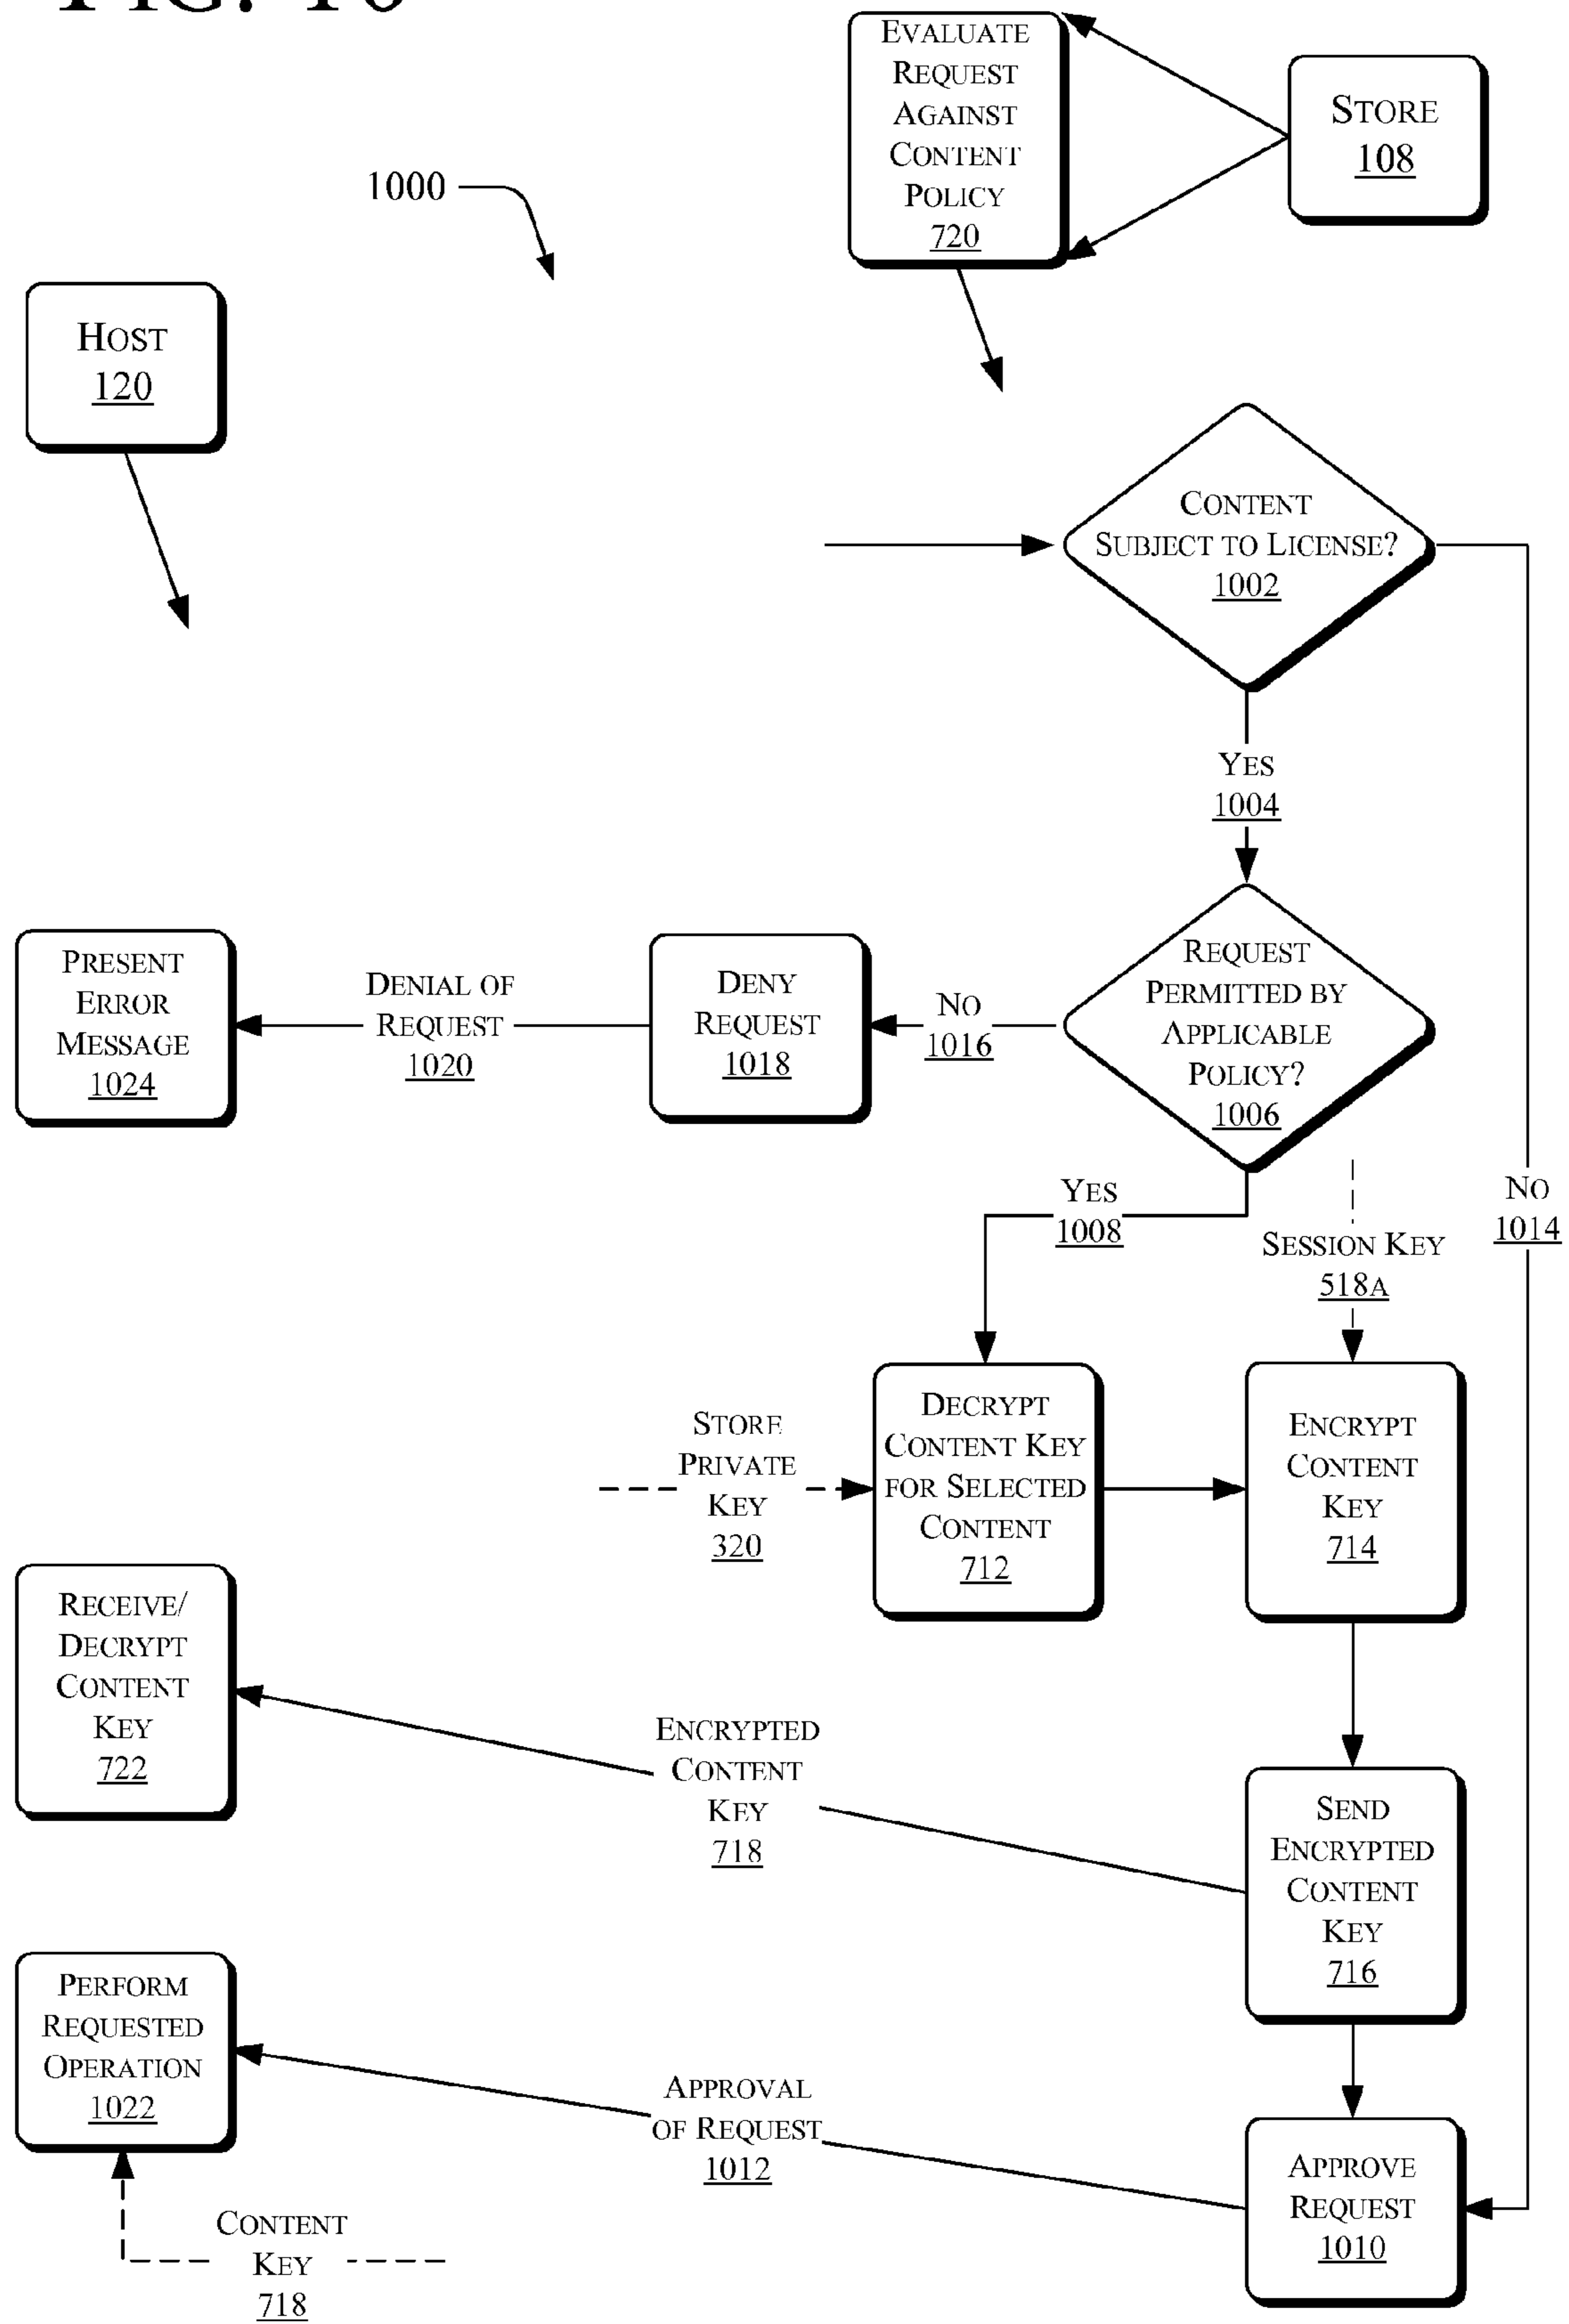 FIG. 10
EVALUATE
REQUEST
AGAINST
CONTENT
POLICY
720
STORE
108
1000
HOST
120
CONTENT
SUBJECT TO LICENSE?
1002
YES
1004
REQUEST
PERMITTED BY
APPLICABLE
POLICY?
1006
NO
1016
DENY
REQUEST
1018
DENIAL OF
REQUEST
1020
PRESENT
ERROR
MESSAGE
1024
YES
1008
SESSION KEY
518A
NO
1014
STORE
PRIVATE
KEY
320
DECRYPT
CONTENT KEY
FOR SELECTED
CONTENT
712
ENCRYPT
CONTENT
KEY
714
RECEIVE/
DECRYPT
CONTENT
KEY
722
ENCRYPTED
CONTENT
KEY
718
SEND
ENCRYPTED
CONTENT
KEY
716
PERFORM
REQUESTED
OPERATION
1022
APPROVAL
OF REQUEST
1012
APPROVE
REQUEST
1010
CONTENT
KEY
718